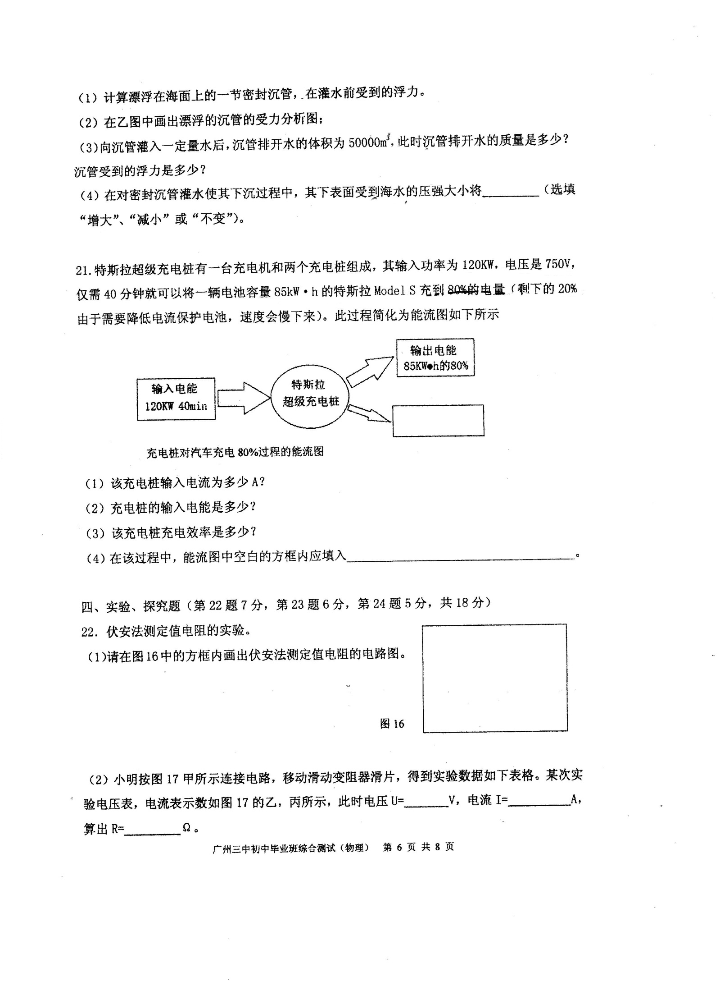 （1）计算漂浮在海面上的一节密封沉管，在灌水前受到的浮力。
（2）在乙图中画出漂浮的沉管的受力分析图；
（3）向沉管灌入一定量水后，沉管排开水的体积为 50000m³，此时沉管排开水的质量是多少？
沉管受到的浮力是多少？
（4）在对密封沉管灌水使其下沉过程中，其下表面受到海水的压强大小将________（选填
“增大”、“减小”或“不变”）。
21.特斯拉超级充电桩有一台充电机和两个充电桩组成，其输入功率为 120KW．电压是 750V，
仅需 40 分钟就可以将一辆电池容量 85kW·h 的特斯拉 Model S 充到 80%的电量（剩下的 20%
由于需要降低电流保护电池，速度会慢下来）。此过程简化为能流图如下所示
输出电能
85KW●h的80%
输入电能
120KW 40min
特斯拉
超级充电桩
充电桩对汽车充电 80%过程的能流图
（1）该充电桩输入电流为多少 A？
（2）充电桩的输入电能是多少？
（3）该充电桩充电效率是多少？
（4）在该过程中，能流图中空白的方框内应填入________________________________。
四、实验、探究题（第 22 题 7 分，第 23 题 6 分，第 24 题 5 分，共 18 分）
22．伏安法测定值电阻的实验。
（1)请在图 16 中的方框内画出伏安法测定值电阻的电路图。
图 16
（2）小明按图 17 甲所示连接电路，移动滑动变阻器滑片，得到实验数据如下表格。某次实
验电压表，电流表示数如图 17 的乙，丙所示，此时电压 U=_______V，电流 I=__________A，
算出 R=_________Ω。
广州三中初中毕业班综合测试（物理） 第 6 页 共 8 页